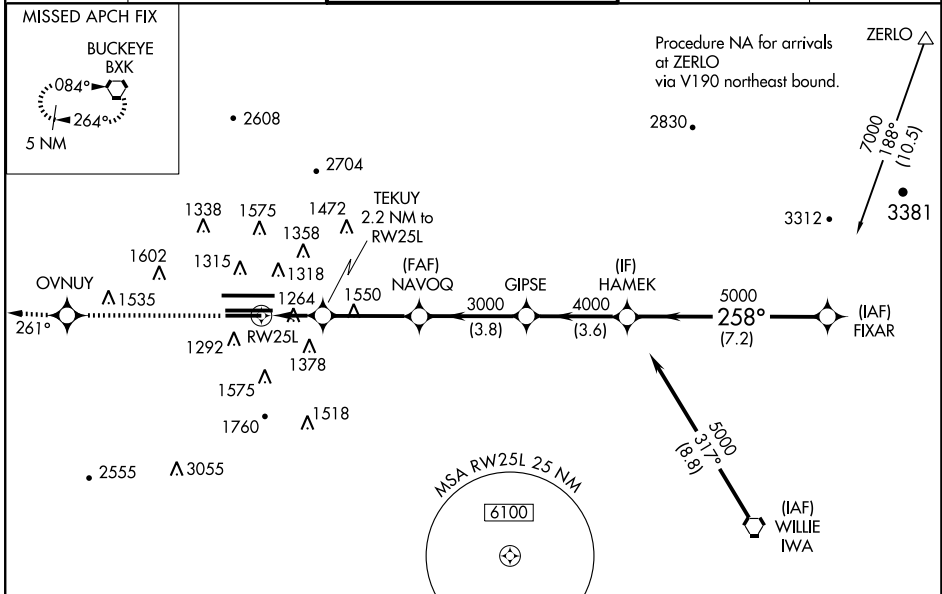 MISSED APCH FIX
BUCKEYE
BXK
084°
264°
5 NM
Procedure NA for arrivals
at ZERLO
via V190 northeast bound.
ZERLO
7000
188°
(10.5)
2608
2830
2704
3381
3312
TEKUY
2.2 NM to
RW25L
1338
1575
1472
1358
1602
1315
1318
(FAF)
NAVOQ
GIPSE
(IF)
HAMEK
OVNUY
1535
1264
1550
3000
(3.8)
4000
(3.6)
5000
258°
(7.2)
(IAF)
FIXAR
261°
RW25L
1292
1378
1575
1760
1518
5000
317°
(8.8)
2555
3055
MSA RW25L 25 NM
6100
(IAF)
WILLIE
IWA